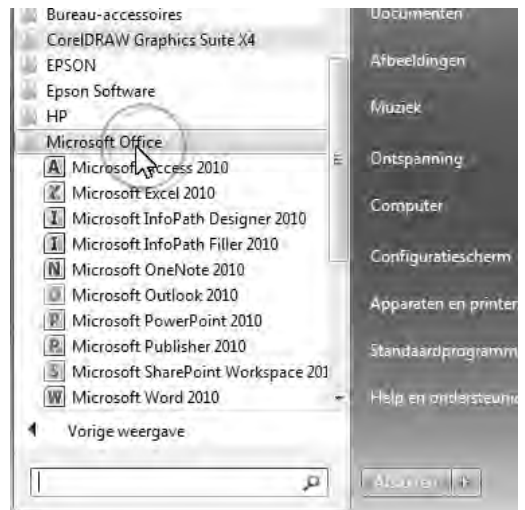 Bureau-accessoires
CorelDRAW Graphics Suite X4
EPSON
Epson Software
HP
Microsoft Office
Microsoft Access 2010
Microsoft Excel 2010
Microsoft InfoPath Designer 2010
Microsoft InfoPath Filler 2010
Microsoft OneNote 2010
Microsoft Outlook 2010
Microsoft PowerPoint 2010
Microsoft Publisher 2010
Microsoft SharePoint Workspace 201
Microsoft Word 2010
Vorige weergave
Documenten
Afbeeldingen
Muziek
Ontspanning
Computer
Configuratiescherm
Apparaten en printer
Standaardprogramm
Help en ondersteunin
Afsluiten